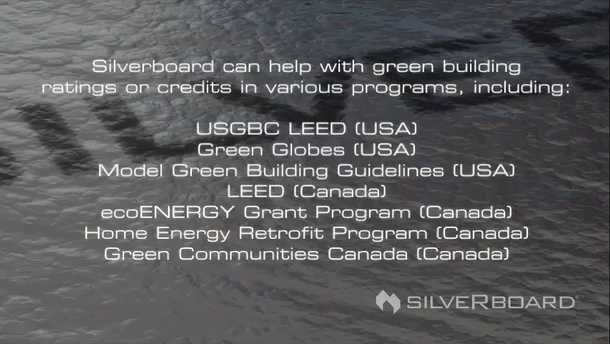 Silverboard can help with green building
ratings or credits in various programs, including:
USGBC LEED (USA)
Green Globes (USA)
Model Green Building Guidelines (USA)
LEED (Canada)
ecoENERGY Grant Program (Canada)
Home Energy Retrofit Program (Canada)
Green Communities Canada (Canada)
SILVERBOARD